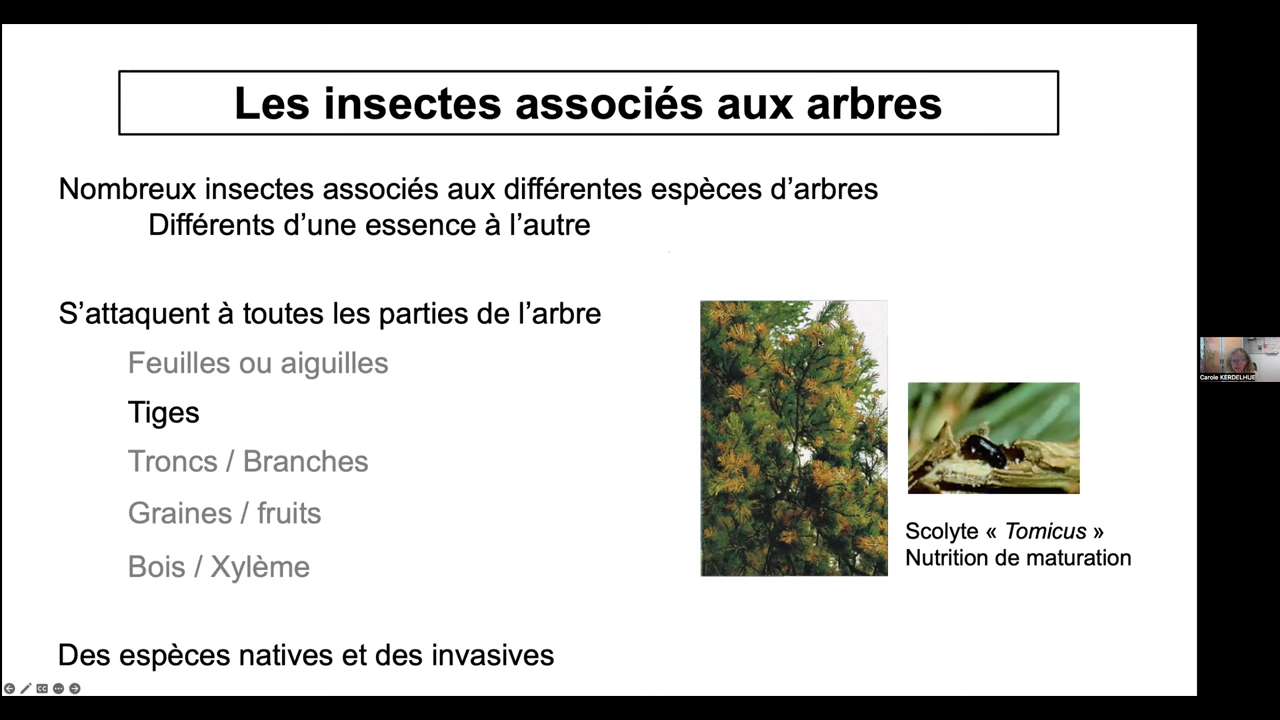 Les insectes associés aux arbres
Nombreux insectes associés aux différentes espèces d’arbres
Différents d’une essence à l’autre
S’attaquent à toutes les parties de l’arbre
Feuilles ou aiguilles
Tiges
Troncs / Branches
Graines / fruits
Bois / Xylème
Scolyte « Tomicus »
Nutrition de maturation
Des espèces natives et des invasives
Carole KERDELHUE